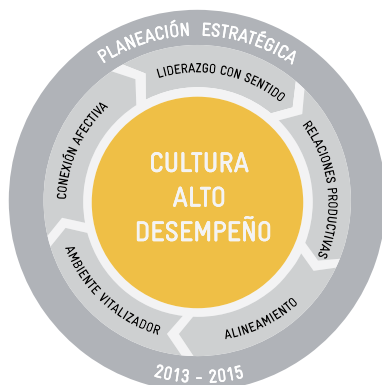 PLANEACIÓN ESTRATÉGICA
LIDERAZGO CON SENTIDO
RELACIONES PRODUCTIVAS
ALINEAMIENTO
AMBIENTE VITALIZADOR
CONEXIÓN AFECTIVA
CULTURA
ALTO
DESEMPEÑO
2013 - 2015